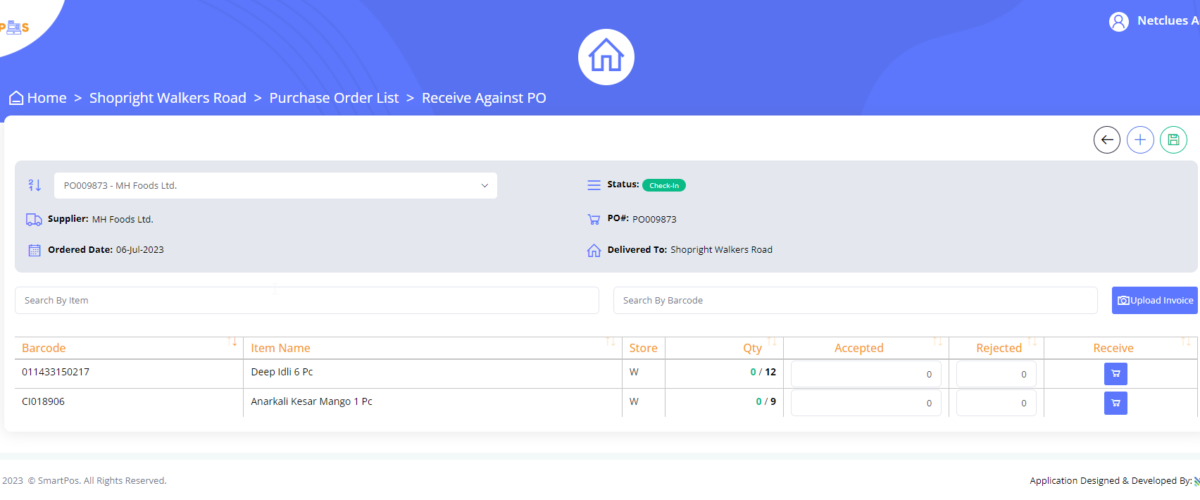 POS
Netclues A
Home > Shopright Walkers Road > Purchase Order List > Receive Against PO
PO009873 - MH Foods Ltd.
Status: Check-in
Supplier: MH Foods Ltd.
PO#: PO009873
Ordered Date: 06-Jul-2023
Delivered To: Shopright Walkers Road
Search By Item
Search By Barcode
Upload Invoice
Barcode Item Name Store Qty Accepted Rejected Receive
011433150217 Deep Idli 6 Pc W 0 / 12 0 0
CI018906 Anarkali Kesar Mango 1 Pc W 0 / 9 0 0
2023 © SmartPos. All Rights Reserved.
Application Designed & Developed By: